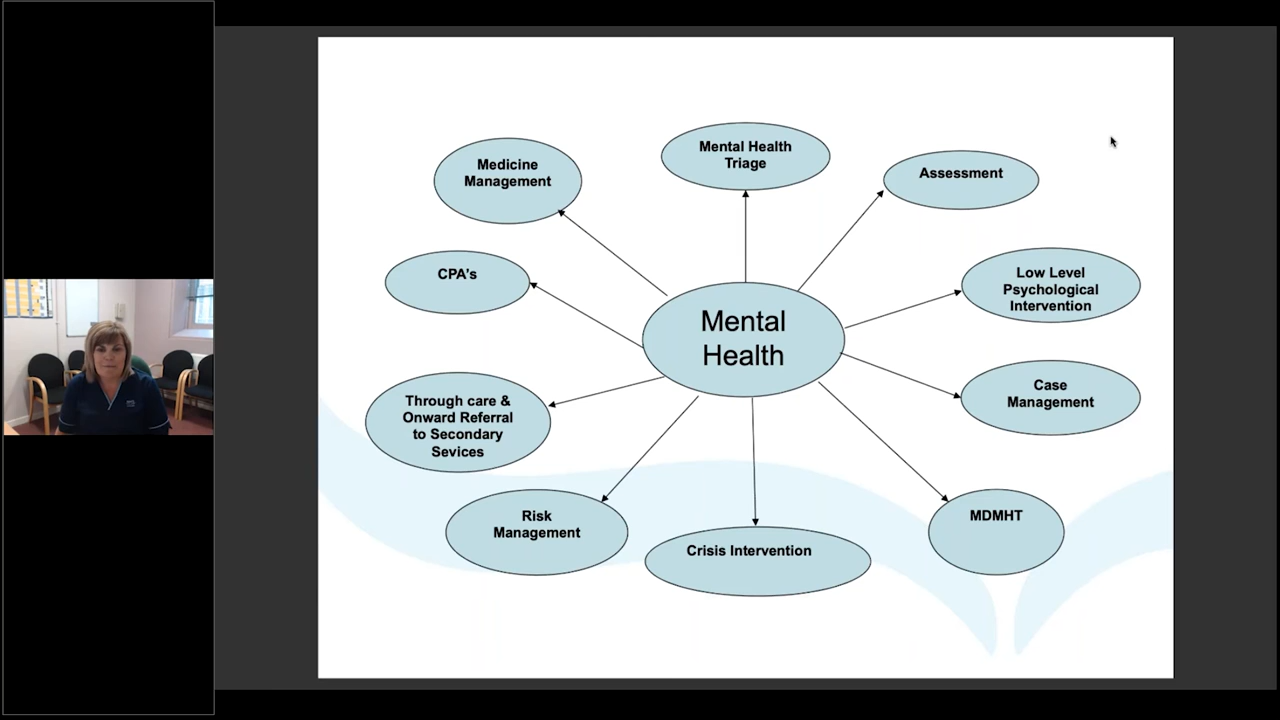 Mental Health
Triage
Medicine
Management
Assessment
CPA's
Low Level
Psychological
Intervention
Mental
Health
Case
Management
Through care &
Onward Referral
to Secondary
Sevices
Risk
Management
MDMHT
Crisis Intervention